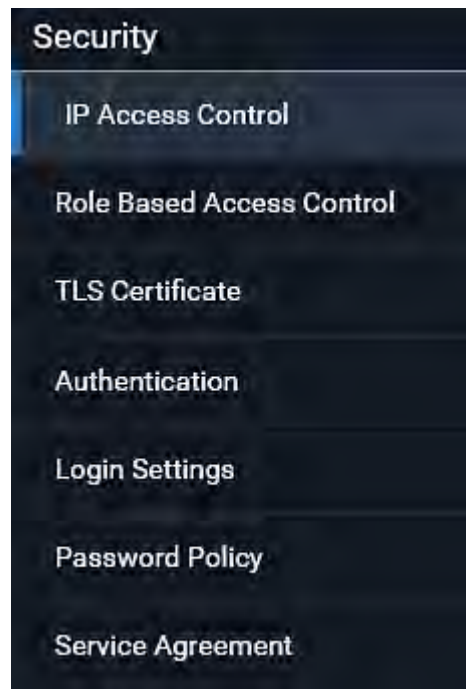 Security
IP Access Control
Role Based Access Control
TLS Certificate
Authentication
Login Settings
Password Policy
Service Agreement